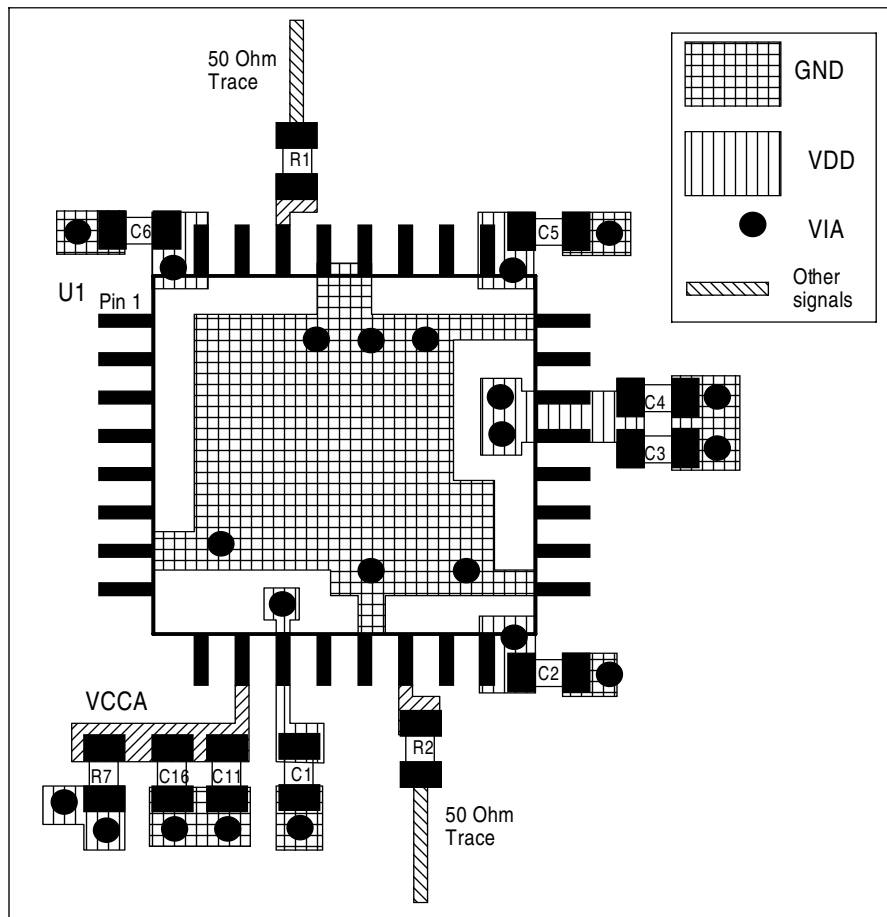 50 Ohm
Trace
R1
GND
VDD
VIA
Other
signals
C6
C5
U1
Pin 1
C4
C3
C2
VCCA
R7
C16
C11
C1
R2
50 Ohm
Trace